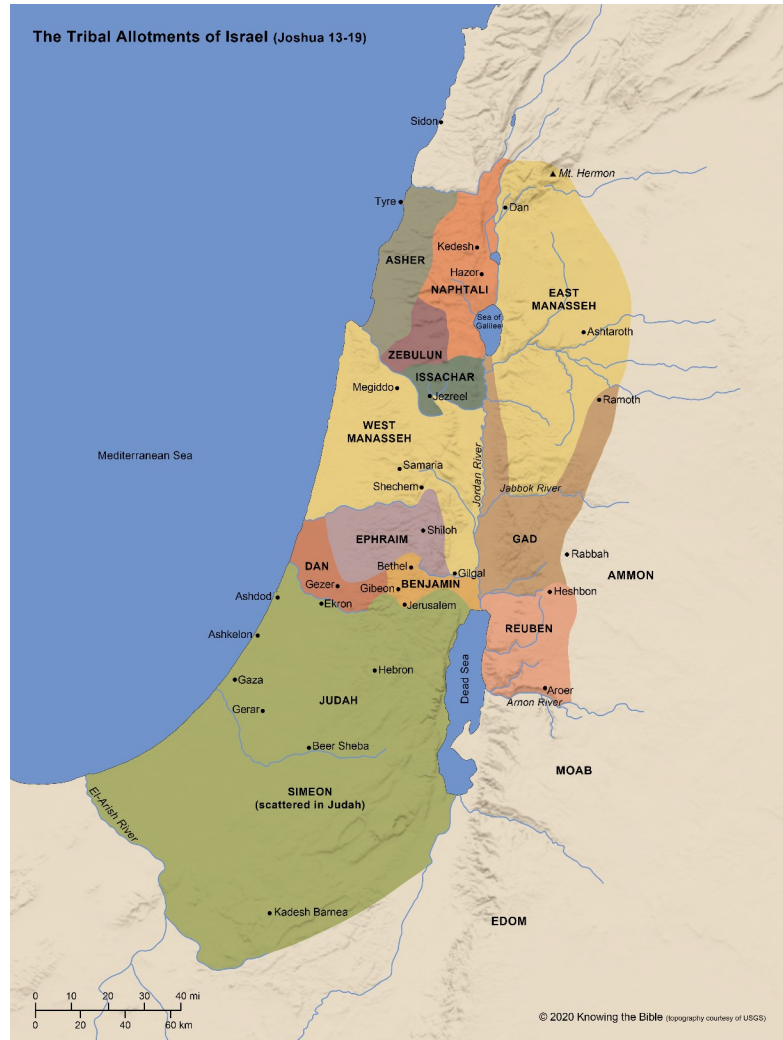 The Tribal Allotments of Israel (Joshua 13-19)
Sidon
Mt. Hermon
Tyre
Dan
Kedesh
ASHER
Hazor
NAPHTALI
EAST
MANASSEH
Sea of
Galilee
Ashtaroth
ZEBULUN
ISSACHAR
Megiddo
Jezreel
Ramoth
WEST
MANASSEH
Mediterranean Sea
Samaria
Jordan River
Shechem
Jabbok River
Shiloh
EPHRAIM
GAD
Rabbah
DAN
Bethel
Gilgal
AMMON
Gezer
Gibeon
BENJAMIN
Heshbon
Ashdod
Ekron
Jerusalem
REUBEN
Ashkelon
Hebron
Dead Sea
Gaza
Aroer
JUDAH
Arnon River
Gerar
Beer Sheba
MOAB
SIMEON
(scattered in Judah)
El-Arish River
Kadesh Barnea
EDOM
0 10 20 30 40 mi
0 20 40 60 km
© 2020 Knowing the Bible (topography courtesy of USGS)